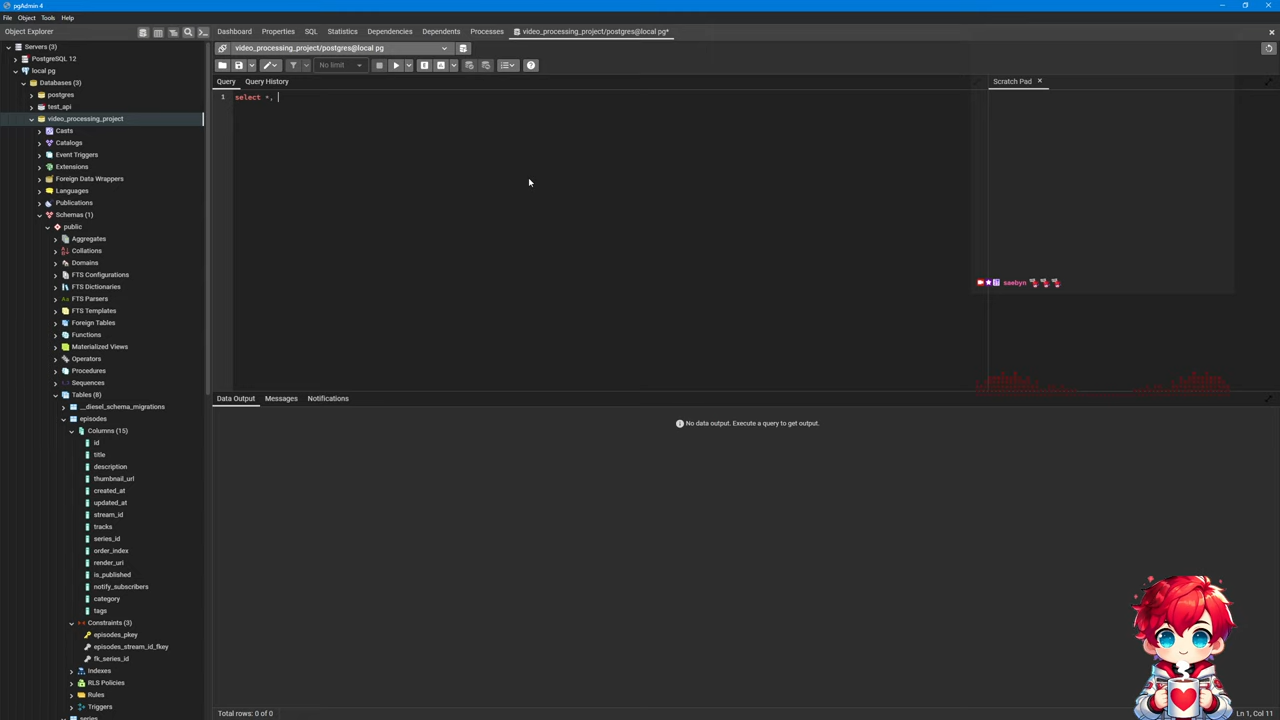 pgAdmin 4
File Object Tools Help
Object Explorer
Dashboard Properties SQL Statistics Dependencies Dependents Processes video_processing_project/postgres@local pg*
Servers (3)
video_processing_project/postgres@local pg
PostgreSQL 12
local pg
No limit
Databases (3)
Query Query History
Scratch Pad
postgres
1 select *,
test_api
video_processing_project
Casts
Catalogs
Event Triggers
Extensions
Foreign Data Wrappers
Languages
Publications
Schemas (1)
public
Aggregates
Collations
Domains
FTS Configurations
saebyn
FTS Dictionaries
FTS Parsers
FTS Templates
Foreign Tables
Functions
Materialized Views
Operators
Procedures
Sequences
Tables (8)
Data Output Messages Notifications
__diesel_schema_migrations
episodes
No data output. Execute a query to get output.
Columns (15)
id
title
description
thumbnail_url
created_at
updated_at
stream_id
tracks
series_id
order_index
render_uri
is_published
notify_subscribers
category
tags
Constraints (3)
episodes_pkey
episodes_stream_id_fkey
fk_series_id
Indexes
RLS Policies
Rules
Triggers
series
Total rows: 0 of 0
Ln 1, Col 11